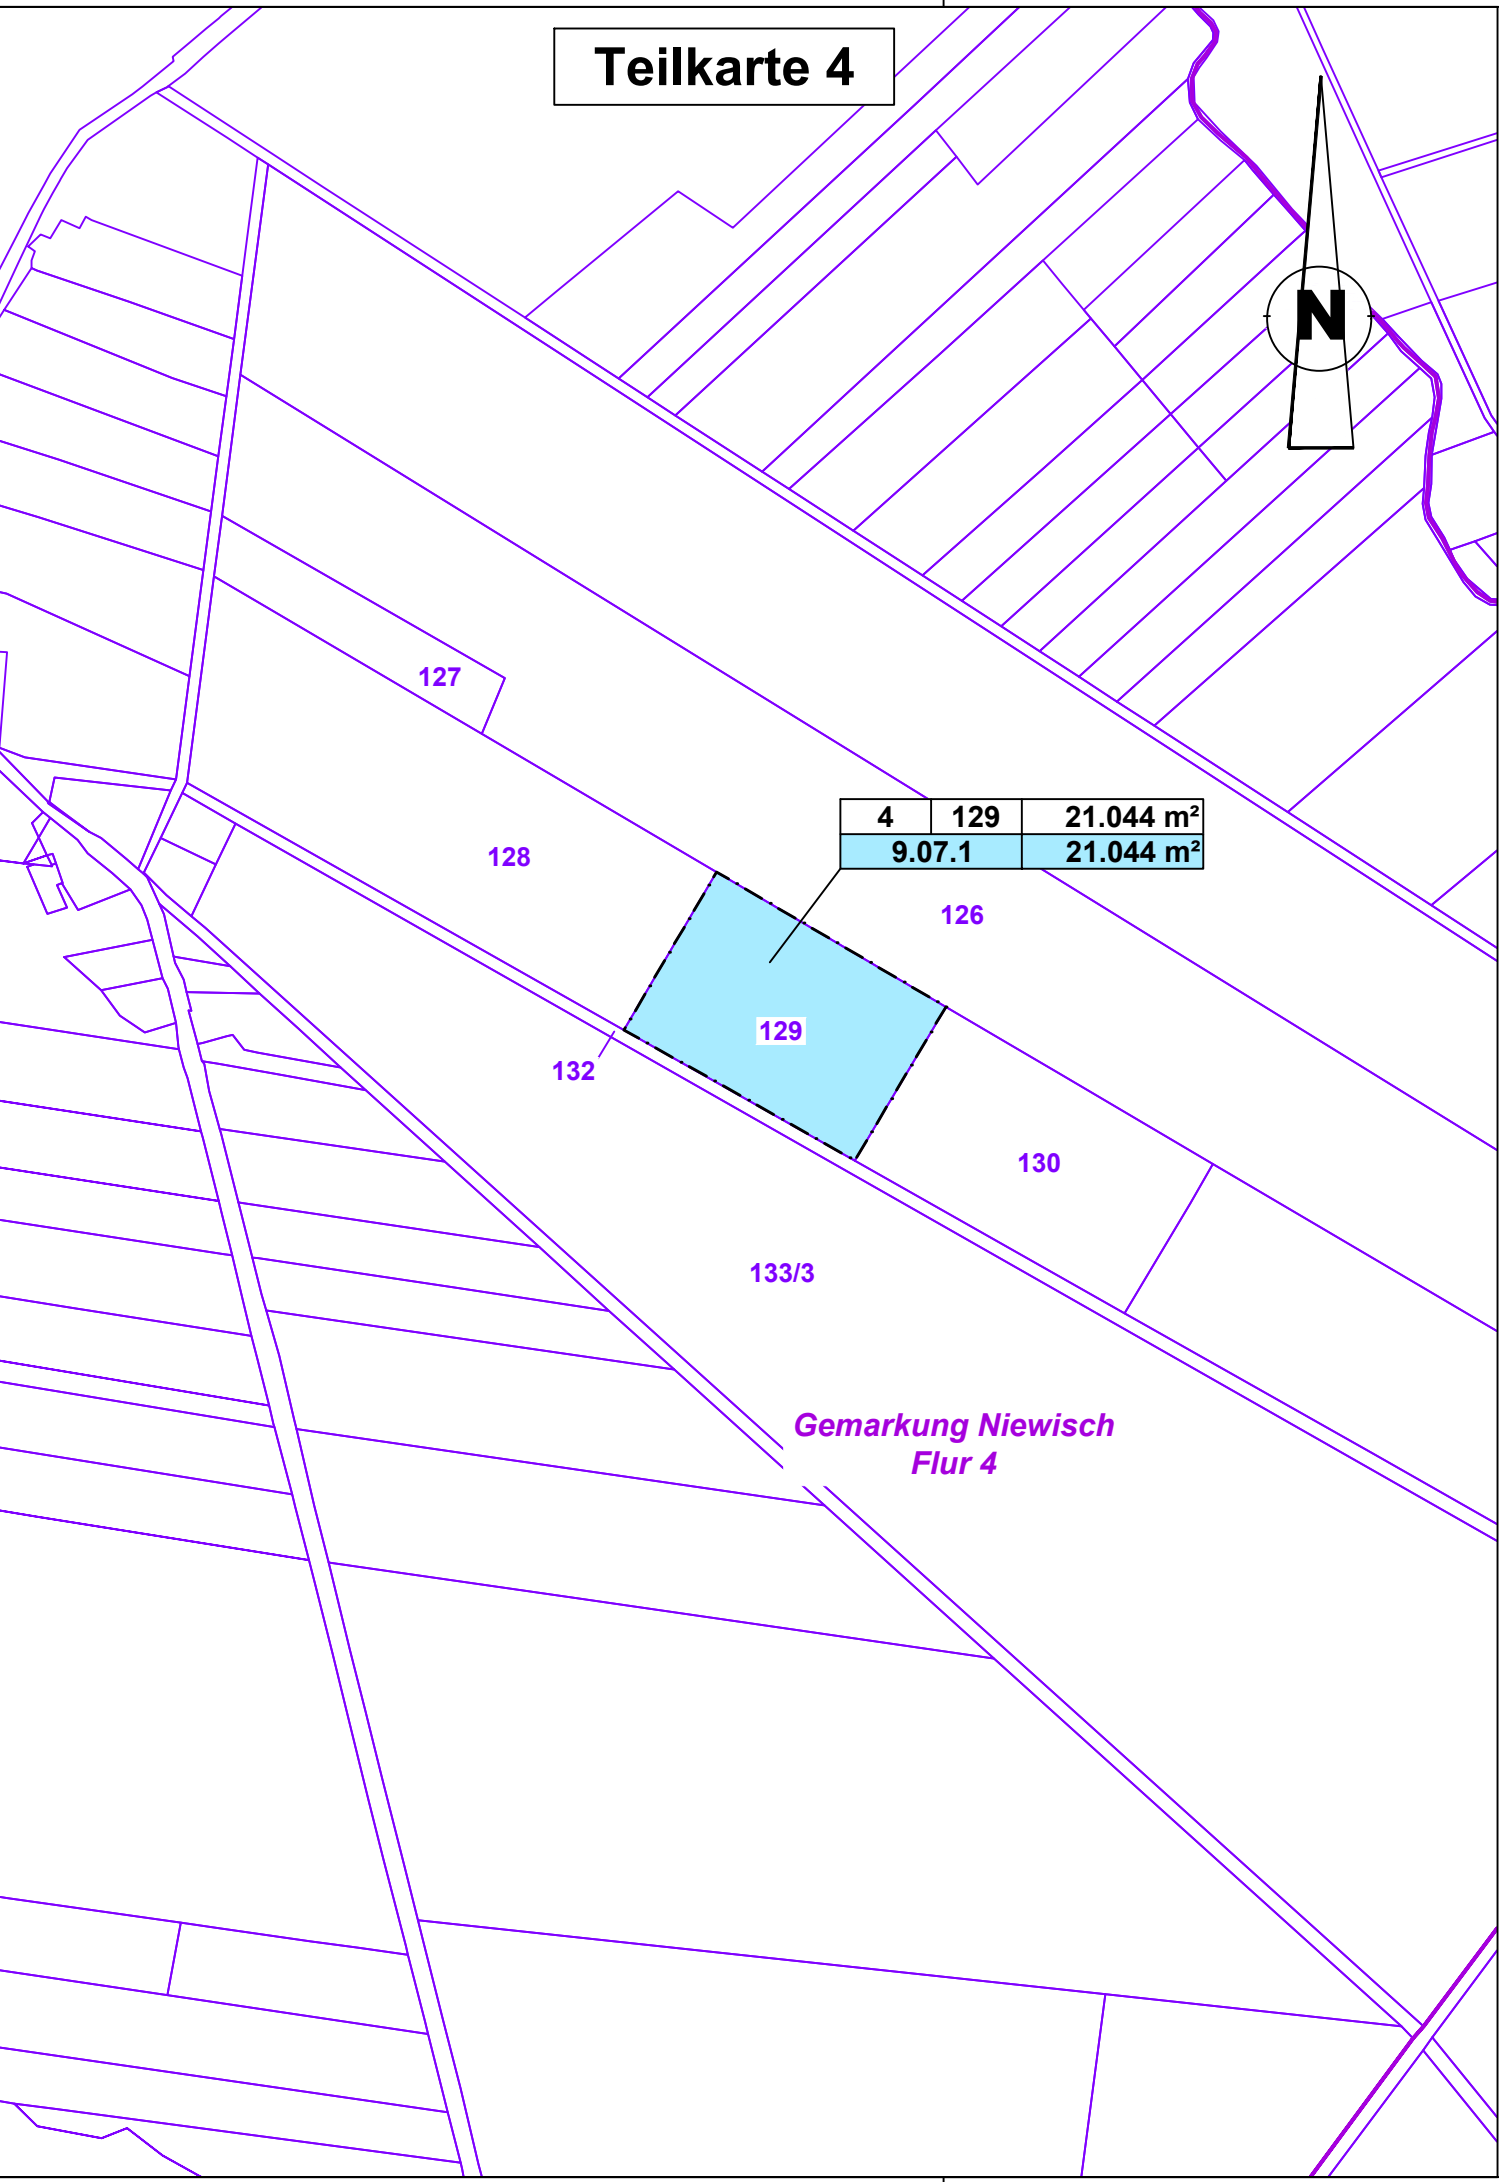 Teilkarte 4
N
127
4 129 21.044 m²
9.07.1 21.044 m²
128
126
129
132
130
133/3
Gemarkung Niewisch
Flur 4